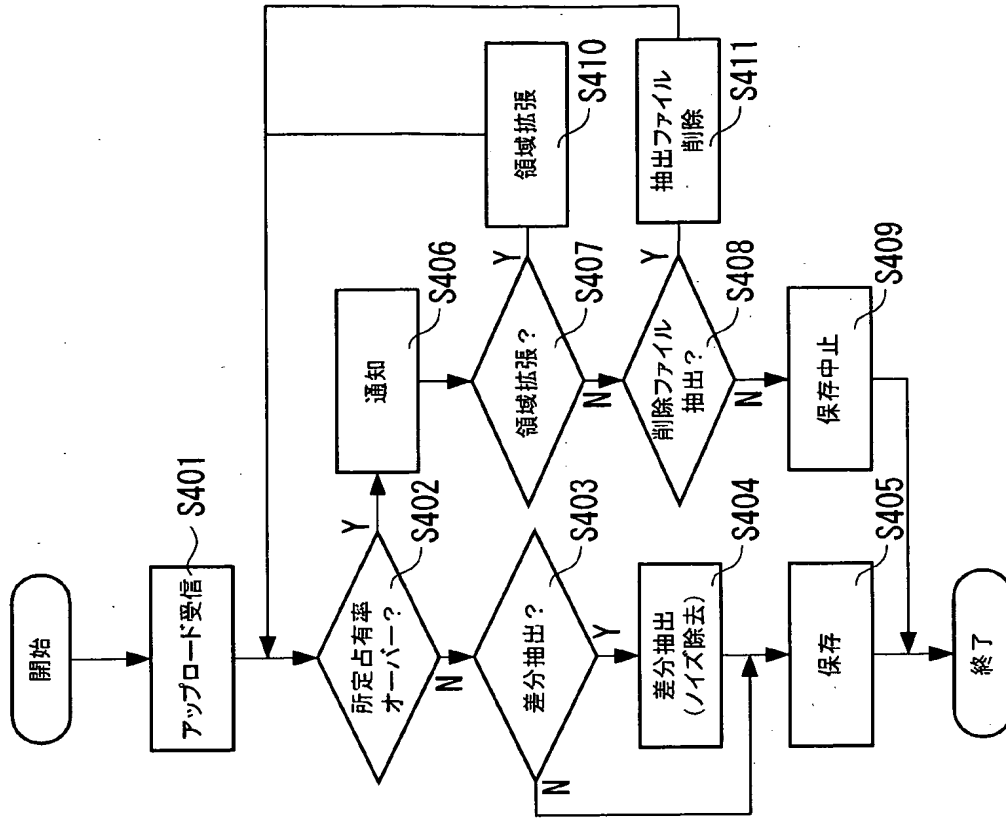 開始
アップロード受信
S401
所定占有率
オーバー?
S402
Y
N
通知
S406
差分抽出?
S403
Y
N
領域拡張?
S407
Y
N
領域拡張
S410
差分抽出
(ノイズ除去)
S404
削除ファイル
抽出?
S408
Y
N
抽出ファイル
削除
S411
保存
S405
保存中止
S409
終了